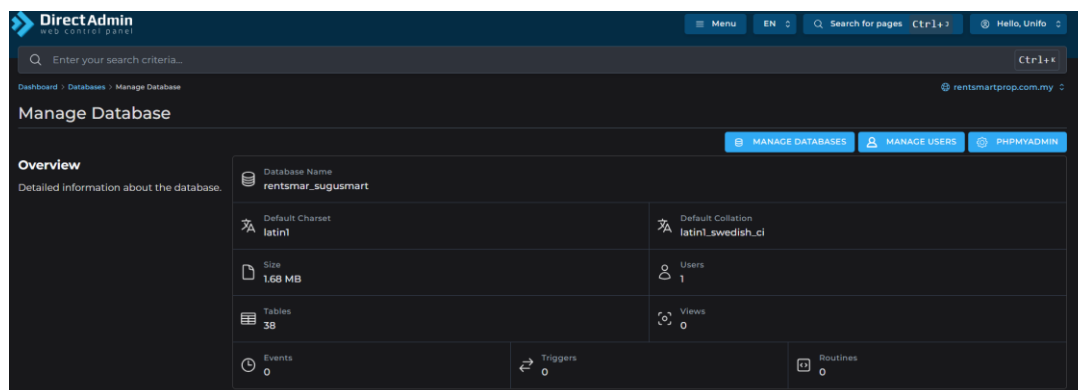 DirectAdmin
web control panel
Menu EN Search for pages Ctrl+J Hello, Unifo
Enter your search criteria... Ctrl+K
Dashboard > Databases > Manage Database rentsmartprop.com.my
Manage Database
MANAGE DATABASES MANAGE USERS PHPMYADMIN
Overview
Detailed information about the database.
Database Name
rentsmar_sugusmart
Default Charset
latin1
Default Collation
latin1_swedish_ci
Size
1.68 MB
Users
1
Tables
38
Views
0
Events
0
Triggers
0
Routines
0